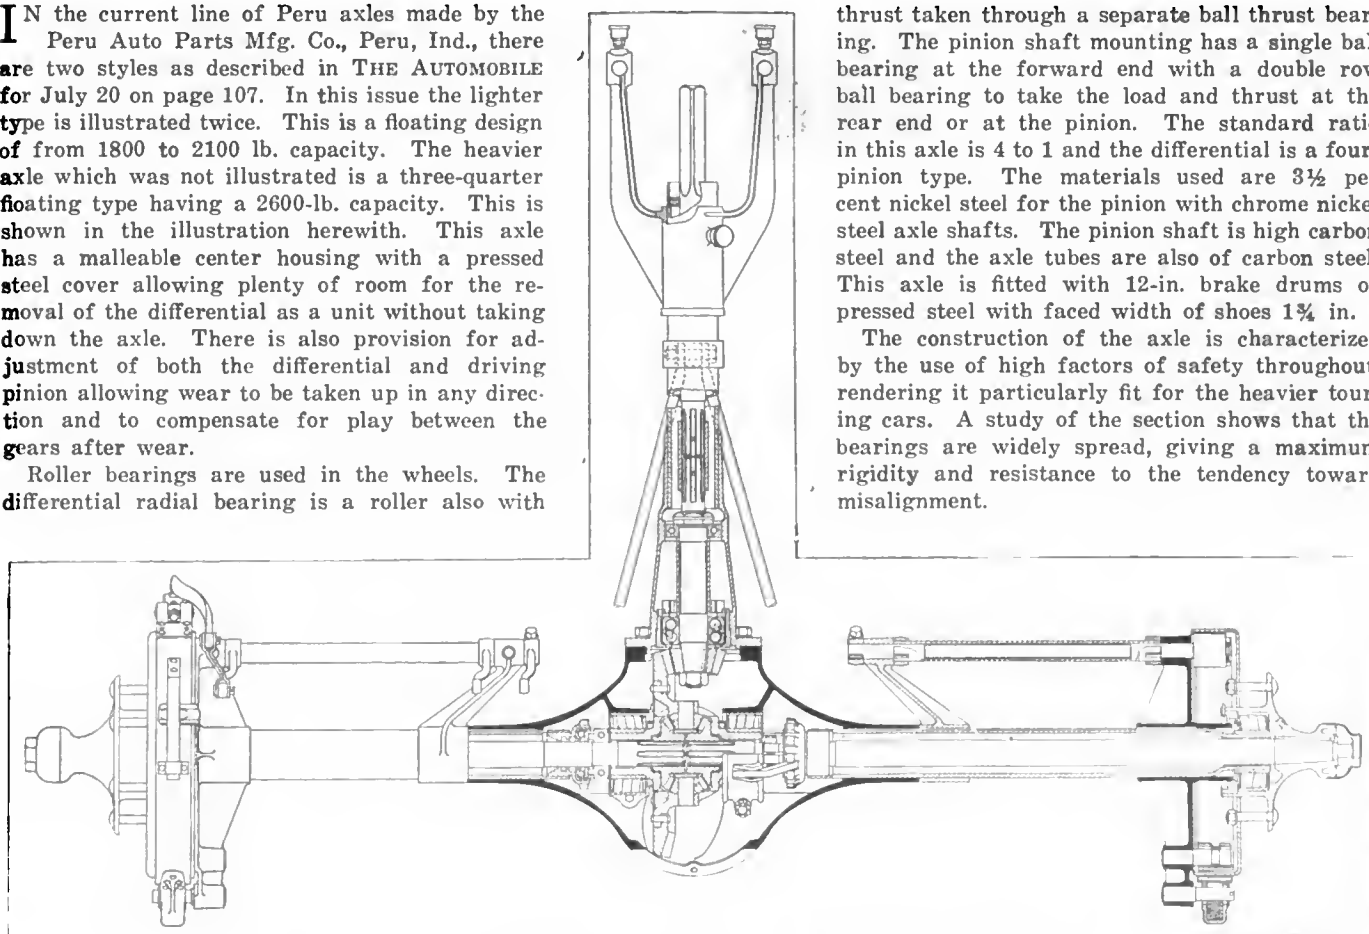 IN the current line of Peru axles made by the
Peru Auto Parts Mfg. Co., Peru, Ind., there
are two styles as described in THE AUTOMOBILE
for July 20 on page 107. In this issue the lighter
type is illustrated twice. This is a floating design
of from 1800 to 2100 lb. capacity. The heavier
axle which was not illustrated is a three-quarter
floating type having a 2600-lb. capacity. This is
shown in the illustration herewith. This axle
has a malleable center housing with a pressed
steel cover allowing plenty of room for the re-
moval of the differential as a unit without taking
down the axle. There is also provision for ad-
justment of both the differential and driving
pinion allowing wear to be taken up in any direc-
tion and to compensate for play between the
gears after wear.
Roller bearings are used in the wheels. The
differential radial bearing is a roller also with
thrust taken through a separate ball thrust bear
ing. The pinion shaft mounting has a single bal
bearing at the forward end with a double row
ball bearing to take the load and thrust at th
rear end or at the pinion. The standard rati
in this axle is 4 to 1 and the differential is a four
pinion type. The materials used are 3½ pe
cent nickel steel for the pinion with chrome nicke
steel axle shafts. The pinion shaft is high carbon
steel and the axle tubes are also of carbon steel
This axle is fitted with 12-in. brake drums o
pressed steel with faced width of shoes 1¾ in.
The construction of the axle is characterize
by the use of high factors of safety throughout
rendering it particularly fit for the heavier tour
ing cars. A study of the section shows that th
bearings are widely spread, giving a maximum
rigidity and resistance to the tendency towar
misalignment.